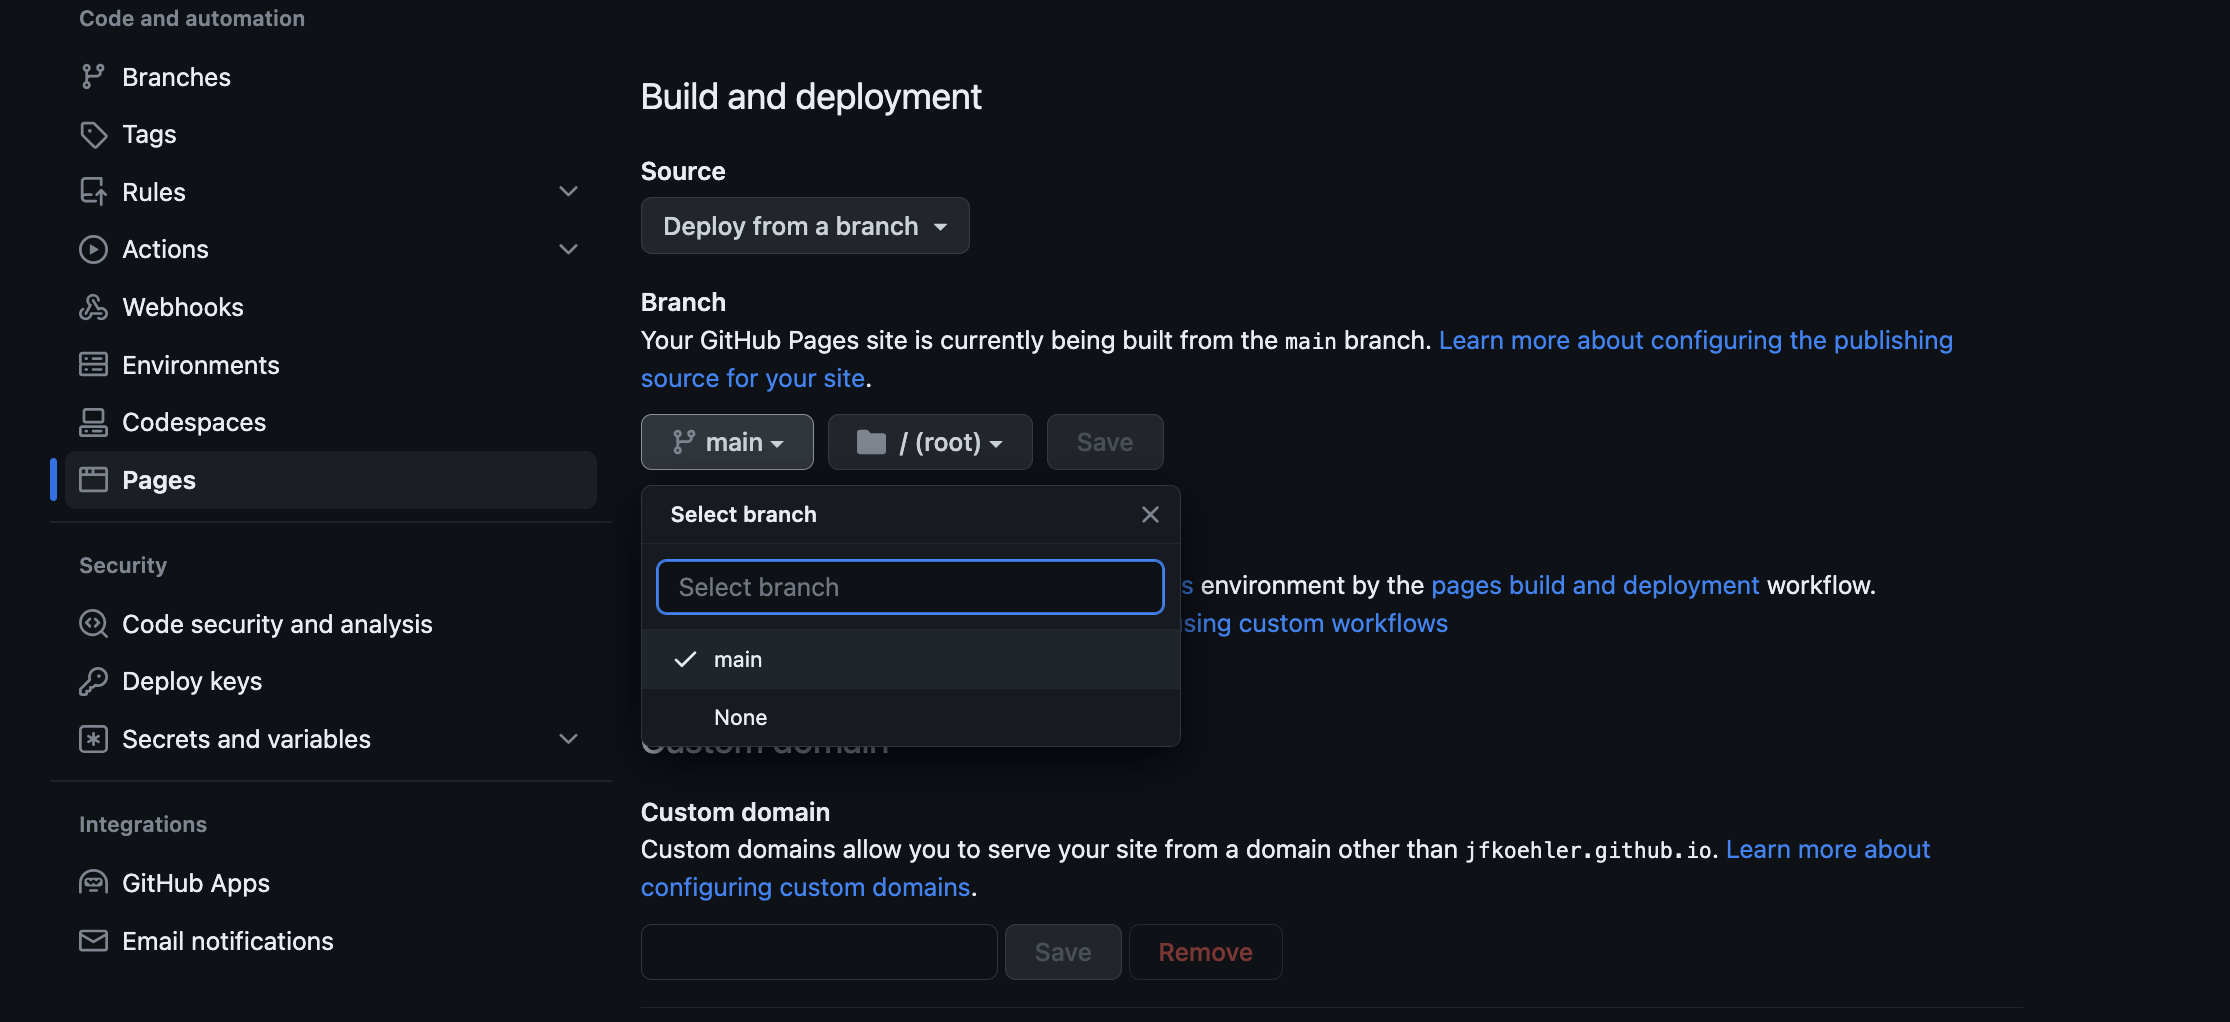 Code and automation
Branches
Tags
Rules
Actions
Webhooks
Environments
Codespaces
Pages
Security
Code security and analysis
Deploy keys
Secrets and variables
Integrations
GitHub Apps
Email notifications
Build and deployment
Source
Deploy from a branch
Branch
Your GitHub Pages site is currently being built from the main branch. Learn more about configuring the publishing
source for your site.
main
/ (root)
Save
Select branch
Select branch
main
None
environment by the pages build and deployment workflow.
custom workflows
Custom domain
Custom domain
Custom domains allow you to serve your site from a domain other than jfkoehler.github.io. Learn more about
configuring custom domains.
Save
Remove